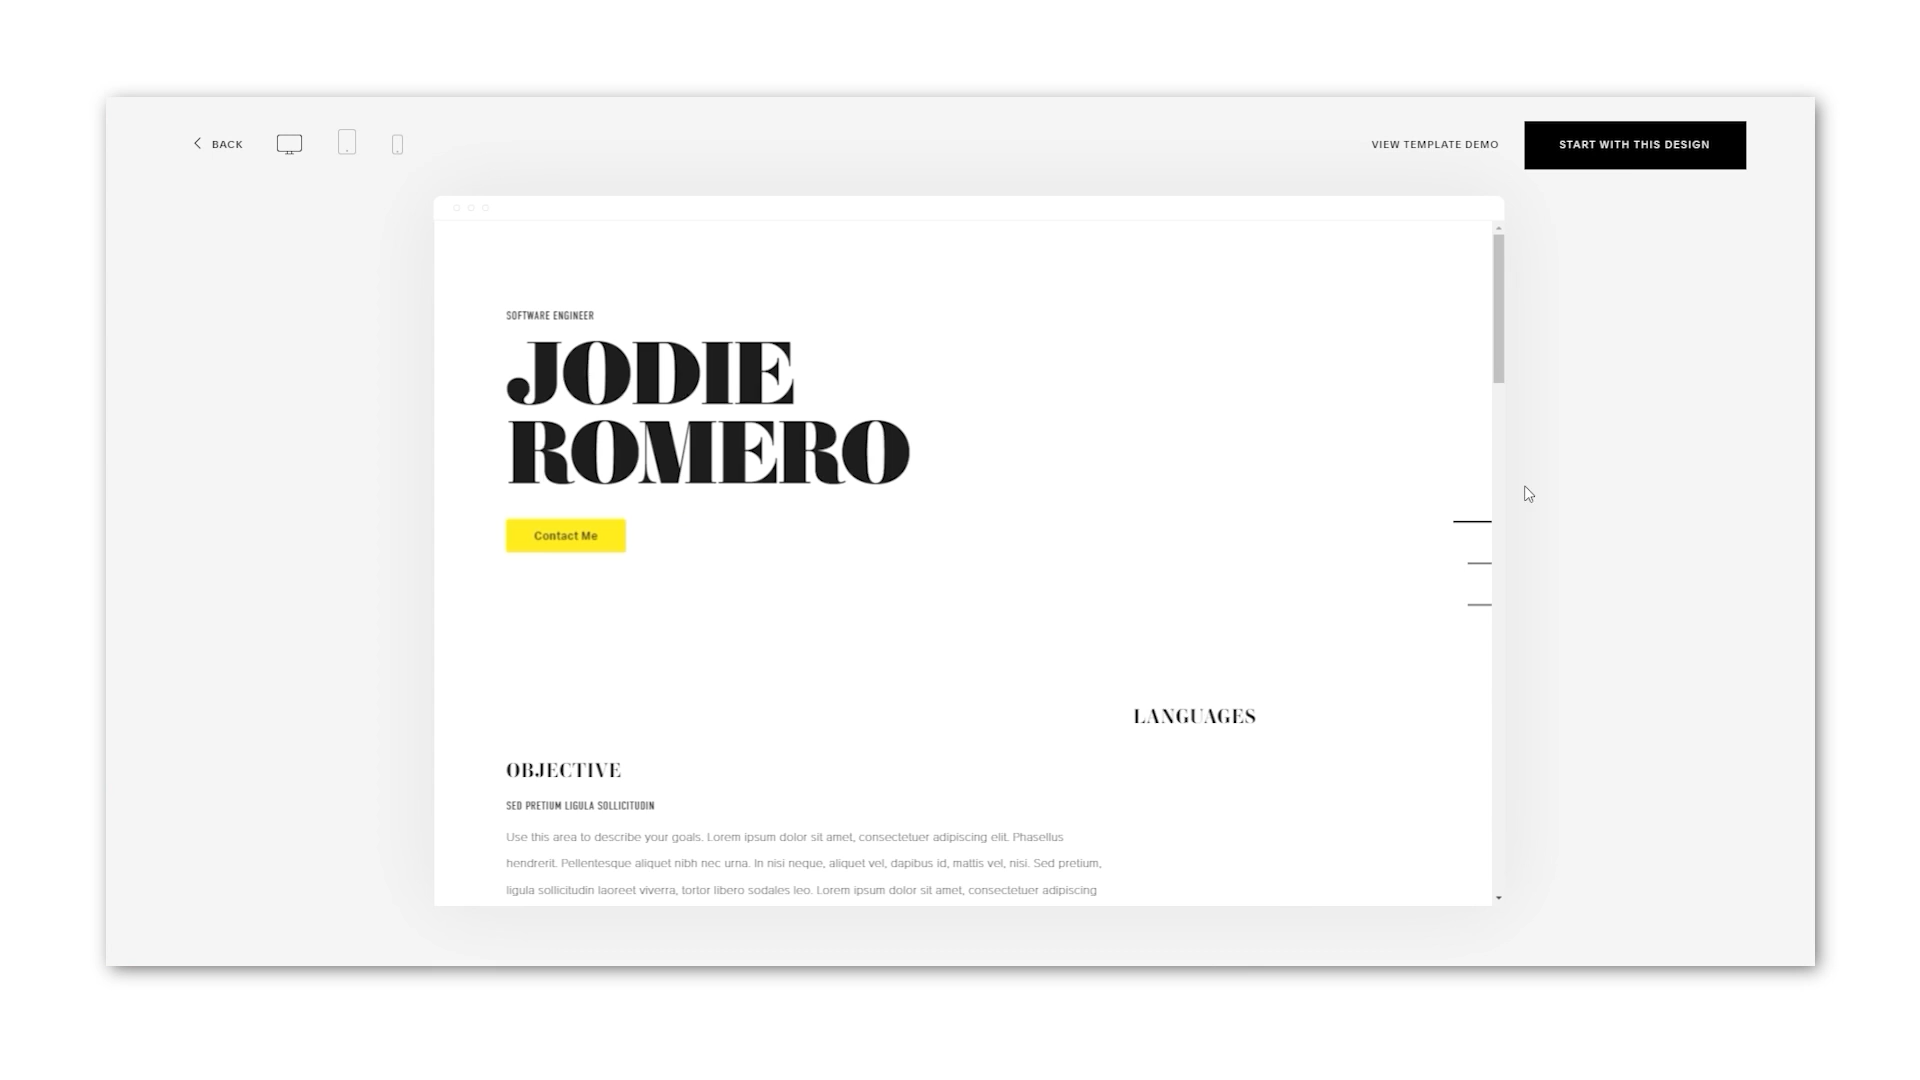 BACK
VIEW TEMPLATE DEMO
START WITH THIS DESIGN
SOFTWARE ENGINEER
JODIE
ROMERO
Contact Me
LANGUAGES
OBJECTIVE
SED PRETIUM LIGULA SOLLICITUDIN
Use this area to describe your goals. Lorem ipsum dolor sit amet, consectetuer adipiscing elit. Phasellus
hendrerit. Pellentesque aliquet nibh nec urna. In nisi neque, aliquet vel, dapibus id, mattis vel, nisi. Sed pretium,
ligula sollicitudin laoreet viverra, tortor libero sodales leo. Lorem ipsum dolor sit amet, consectetuer adipiscing